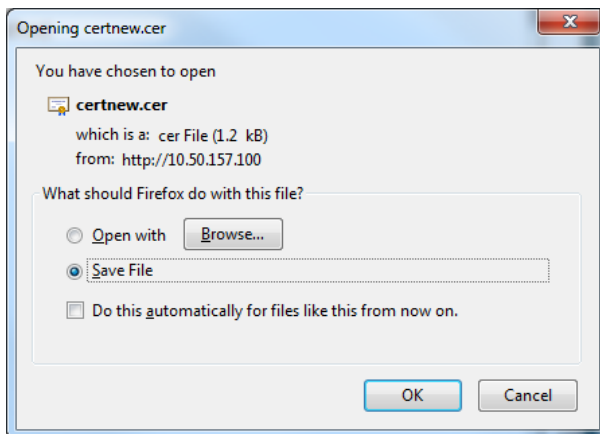 Opening certnew.cer
You have chosen to open
certnew.cer
which is a: cer File (1.2 kB)
from: http://10.50.157.100
What should Firefox do with this file?
Open with Browse...
Save File
Do this automatically for files like this from now on.
OK Cancel